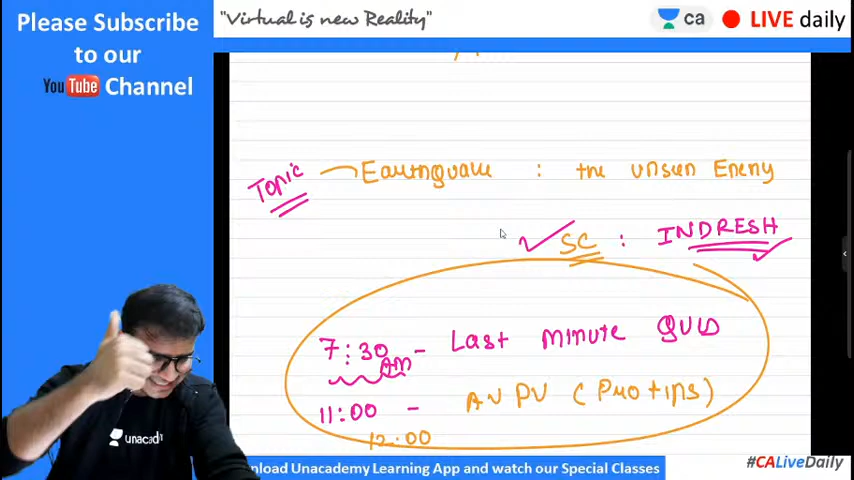 Please Subscribe
to our
YouTube Channel
"Virtual is new Reality"
ca
LIVE daily
Topic
Earthquake : the unseen Enemy
SC : INDRESH
7:30 AM - Last minute
11:00 - AV PV (Pro tips)
12:00
unacademy
nload Unacademy Learning App and watch our Special Classes
#CALiveDaily